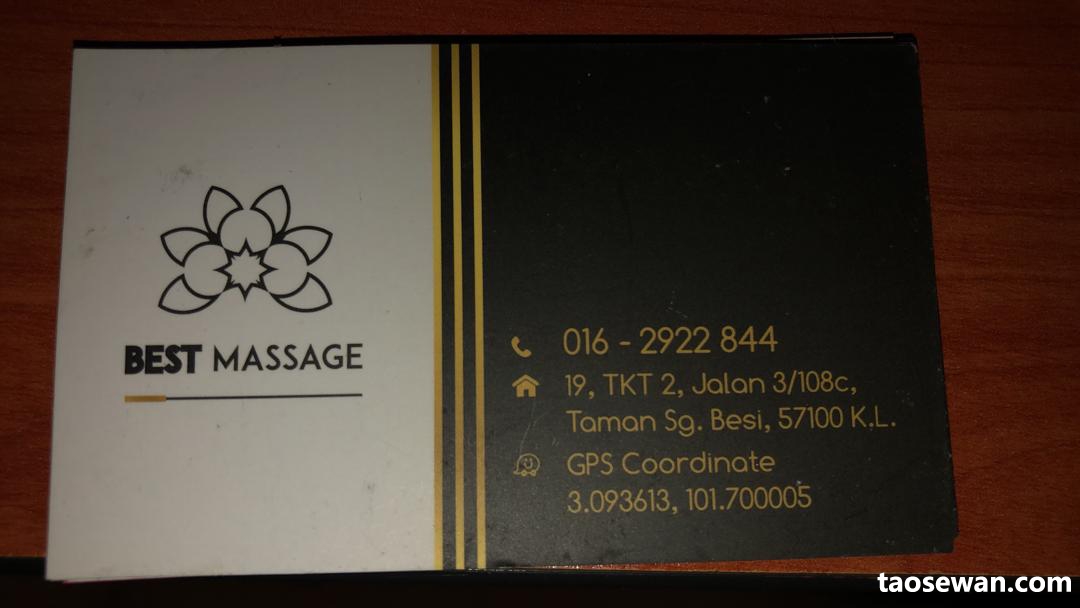 BEST MASSAGE
016 - 2922 844
19, TKT 2, Jalan 3/108c,
Taman Sg. Besi, 57100 K.L.
GPS Coordinate
3.093613, 101.700005
taosewan.com